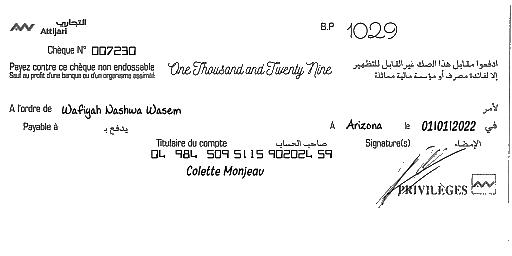 التجاري
Attijari
B.P 1029
Chèque N° 007230
Payez contre ce chèque non endossable
Sauf au profit d'une banque ou d'un organisme assimilé
One Thousand and Twenty Nine
ادفعوا مقابل هذا الصك غير القابل للتظهير
إلا لفائدة مصرف أو مؤسسة مالية مماثلة
A l'ordre de Wafiyah Nashwa Wasem
لأمر
Payable à يدفع بـ
A Arizona le 01/01/2022 في
Titulaire du compte صاحب الحساب
Signature(s) الإمضاء
04 984 509 5115 902024 59
Colette Monjeau
PRIVILÈGES